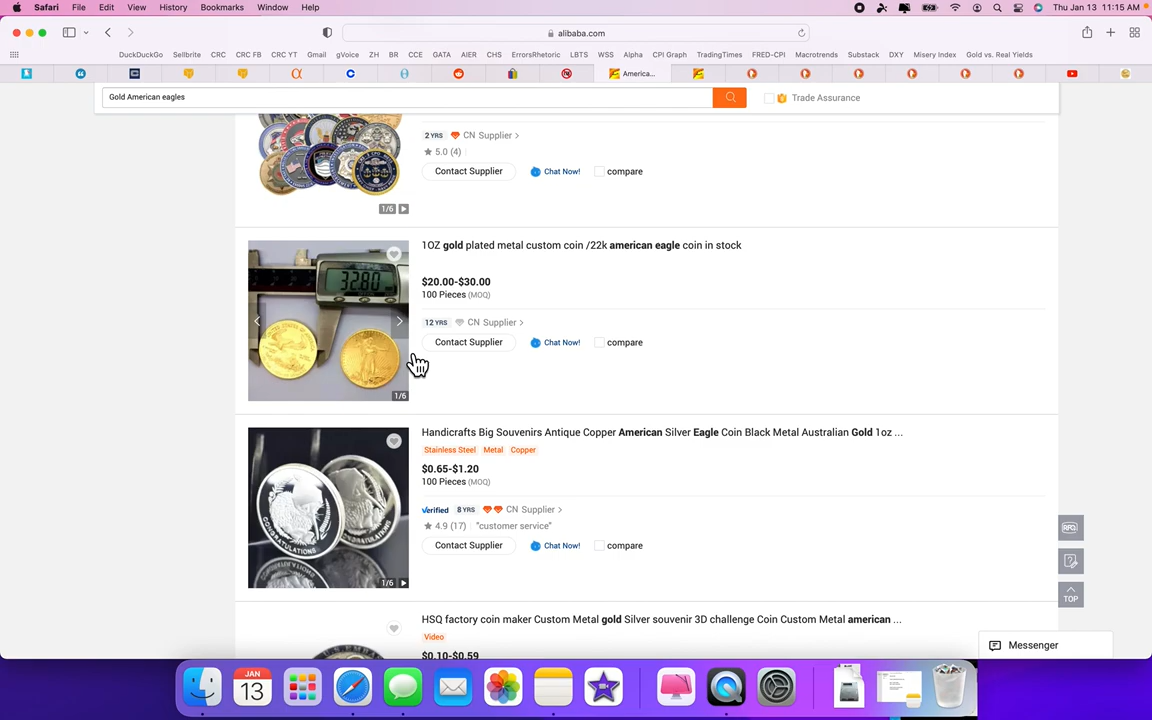 Safari File Edit View History Bookmarks Window Help Thu Jan 13 11:15 AM
alibaba.com
DuckDuckGo Sellbrite CRC CRC FB CRC YT Gmail gVoice ZH BR CCE GATA AIER CHS ErrorsRhetoric LBTS WSS Alpha CPI Graph TradingTimes FRED-CPI Macrotrends Substack DXY Misery Index Gold vs. Real Yields
America...
Gold American eagles
Trade Assurance
2 YRS CN Supplier >
5.0 (4)
Contact Supplier Chat Now! compare
1/6
1OZ gold plated metal custom coin /22k american eagle coin in stock
32.80
$20.00-$30.00
100 Pieces (MOQ)
12 YRS CN Supplier >
Contact Supplier Chat Now! compare
1/6
Handicrafts Big Souvenirs Antique Copper American Silver Eagle Coin Black Metal Australian Gold 1oz ...
Stainless Steel Metal Copper
$0.65-$1.20
100 Pieces (MOQ)
Verified 8 YRS CN Supplier >
4.9 (17) "customer service"
CONGRATULATIONS
Contact Supplier Chat Now! compare
RFQ
1/6
TOP
HSQ factory coin maker Custom Metal gold Silver souvenir 3D challenge Coin Custom Metal american ...
Video
$0.10-$0.59
Messenger
JAN
13